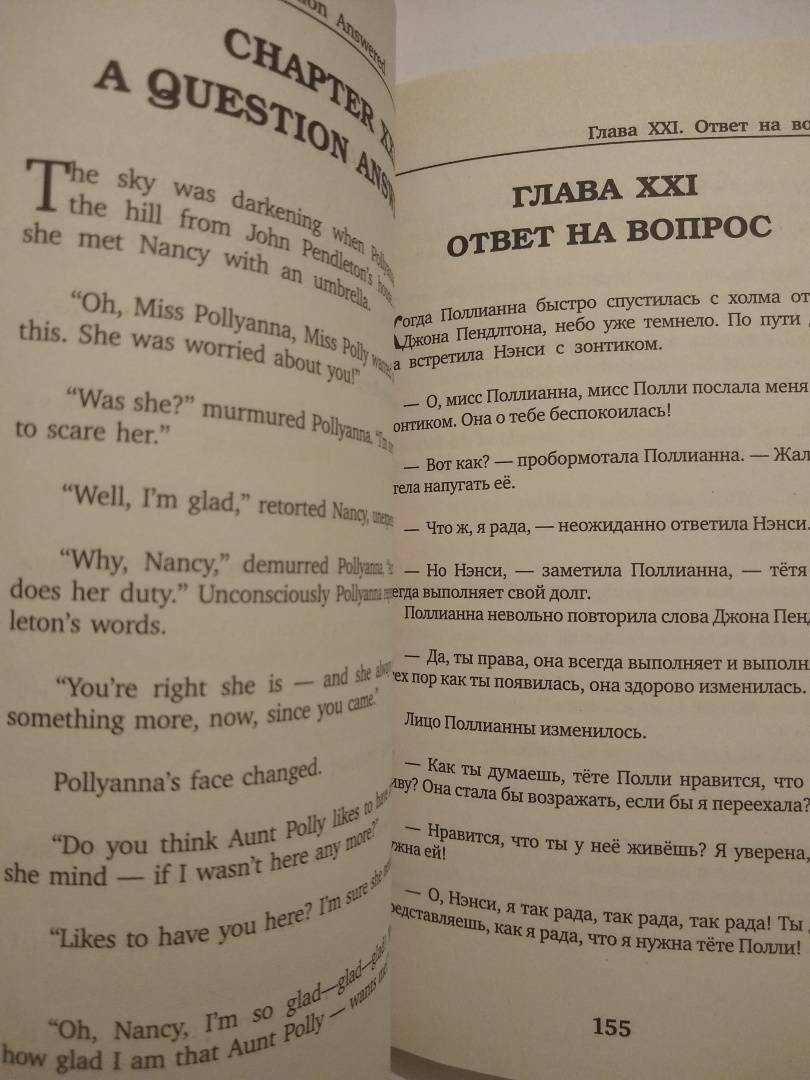 on Answered
CHAPTER
A QUESTION
The sky was darkening when
the hill from John Pendleton's
she met Nancy with an umbrella.
“Oh, Miss Pollyanna, Miss Polly
this. She was worried about you!”
“Was she?” murmured Pollyanna.
to scare her.”
“Well, I'm glad,” retorted Nancy,
“Why, Nancy,” demurred Pollyanna,
does her duty.” Unconsciously Pollyanna
leton's words.
“You're right she is — and she
something more, now, since you came.”
Pollyanna's face changed.
“Do you think Aunt Polly likes to have
she mind — if I wasn't here any more?”
“Likes to have you here? I'm sure she
“Oh, Nancy, I'm so glad—glad—glad
how glad I am that Aunt Polly — wants
Глава XXI. Ответ на во
ГЛАВА XXI
ОТВЕТ НА ВОПРОС
огда Поллианна быстро спустилась с холма от
Джона Пендлтона, небо уже темнело. По пути
а встретила Нэнси с зонтиком.
— О, мисс Поллианна, мисс Полли послала меня
онтиком. Она о тебе беспокоилась!
— Вот как? — пробормотала Поллианна. — Жал
тела напугать её.
— Что ж, я рада, — неожиданно ответила Нэнси.
— Но Нэнси, — заметила Поллианна, — тётя
егда выполняет свой долг.
Поллианна невольно повторила слова Джона Пенд
— Да, ты права, она всегда выполняет и выполн
тех пор как ты появилась, она здорово изменилась.
Лицо Поллианны изменилось.
— Как ты думаешь, тёте Полли нравится, что
иву? Она стала бы возражать, если бы я переехала?
— Нравится, что ты у неё живёшь? Я уверена,
ужна ей!
— О, Нэнси, я так рада, так рада, так рада! Ты
редставляешь, как я рада, что я нужна тёте Полли!
155